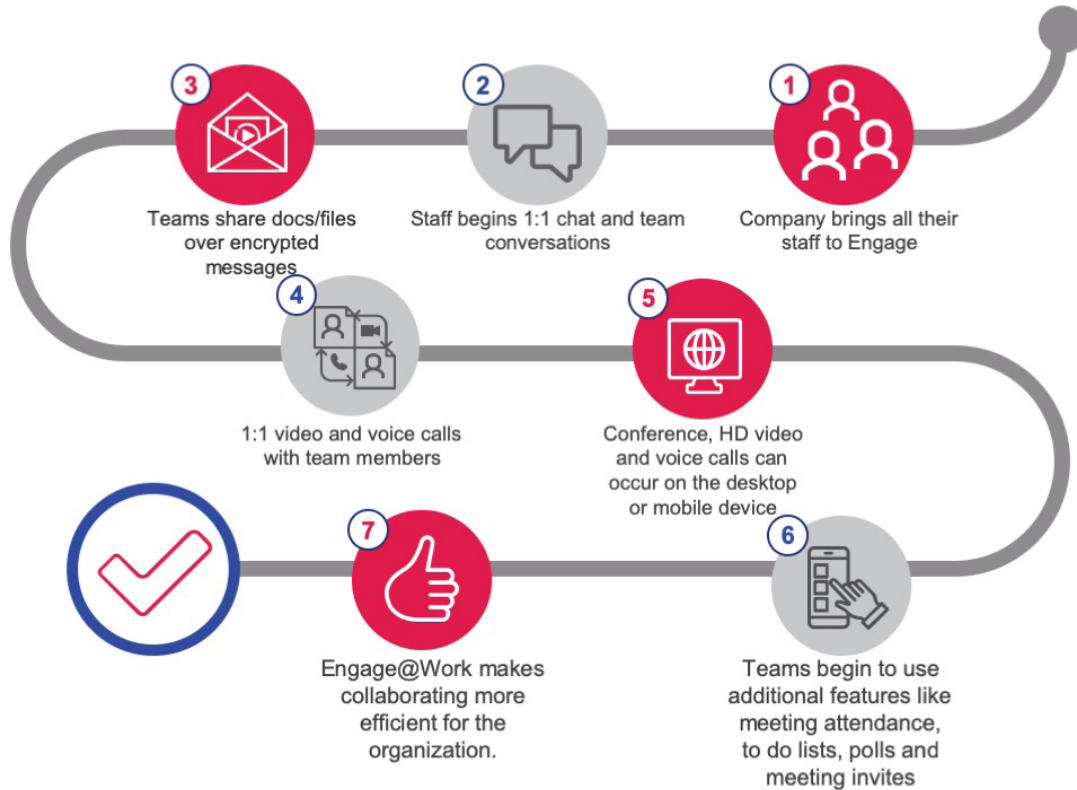 1
Company brings all their
staff to Engage
2
Staff begins 1:1 chat and team
conversations
3
Teams share docs/files
over encrypted
messages
4
1:1 video and voice calls
with team members
5
Conference, HD video
and voice calls can
occur on the desktop
or mobile device
6
Teams begin to use
additional features like
meeting attendance,
to do lists, polls and
meeting invites
7
Engage@Work makes
collaborating more
efficient for the
organization.